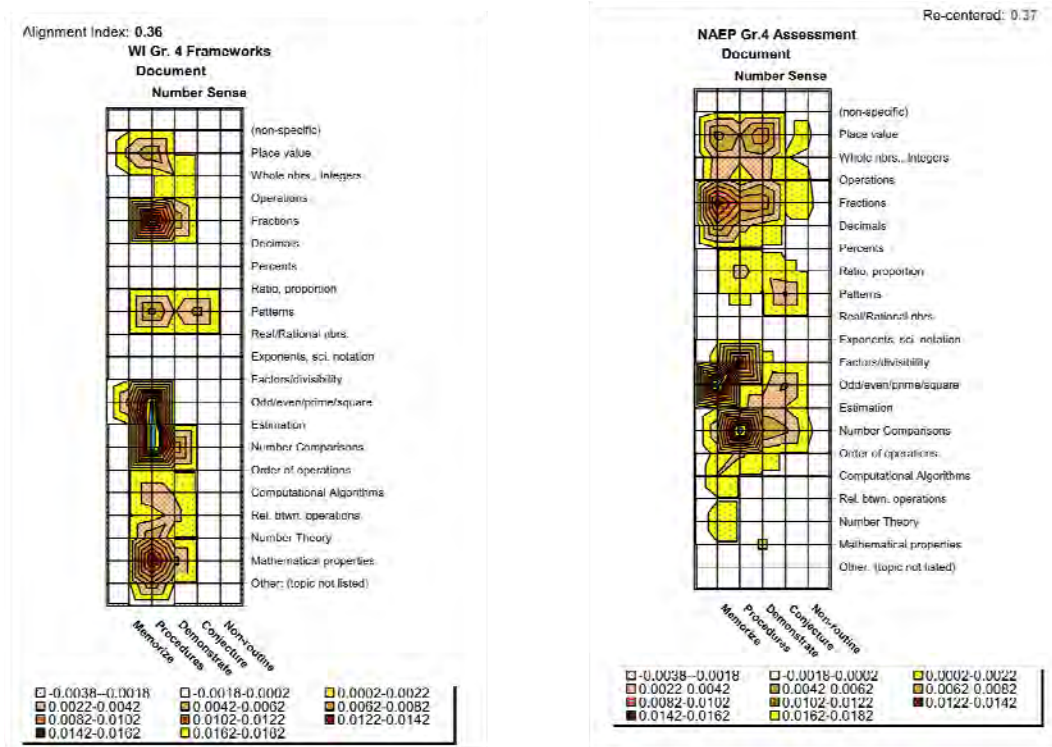 Alignment Index: 0.36
WI Gr. 4 Frameworks
Document
Number Sense
(non-specific)
Place value
Whole nbrs., Integers
Operations
Fractions
Decimals
Percents
Ratio, proportion
Patterns
Real/Rational nbrs.
Exponents, sci. notation
Factors/divisibility
Odd/even/prime/square
Estimation
Number Comparisons
Order of operations
Computational Algorithms
Rel. btwn. operations
Number Theory
Mathematical properties
Other: (topic not listed)
Memorize
Procedures
Demonstrate
Conjecture
Non-routine
-0.0038--0.0018 -0.0018-0.0002 0.0002-0.0022
0.0022-0.0042 0.0042-0.0062 0.0062-0.0082
0.0082-0.0102 0.0102-0.0122 0.0122-0.0142
0.0142-0.0162 0.0162-0.0182
Re-centered: 0.37
NAEP Gr.4 Assessment
Document
Number Sense
(non-specific)
Place value
Whole nbrs., Integers
Operations
Fractions
Decimals
Percents
Ratio, proportion
Patterns
Real/Rational nbrs.
Exponents, sci. notation
Factors/divisibility
Odd/even/prime/square
Estimation
Number Comparisons
Order of operations
Computational Algorithms
Rel. btwn. operations
Number Theory
Mathematical properties
Other: (topic not listed)
Memorize
Procedures
Demonstrate
Conjecture
Non-routine
-0.0038--0.0018 -0.0018-0.0002 0.0002-0.0022
0.0022-0.0042 0.0042-0.0062 0.0062-0.0082
0.0082-0.0102 0.0102-0.0122 0.0122-0.0142
0.0142-0.0162 0.0162-0.0182